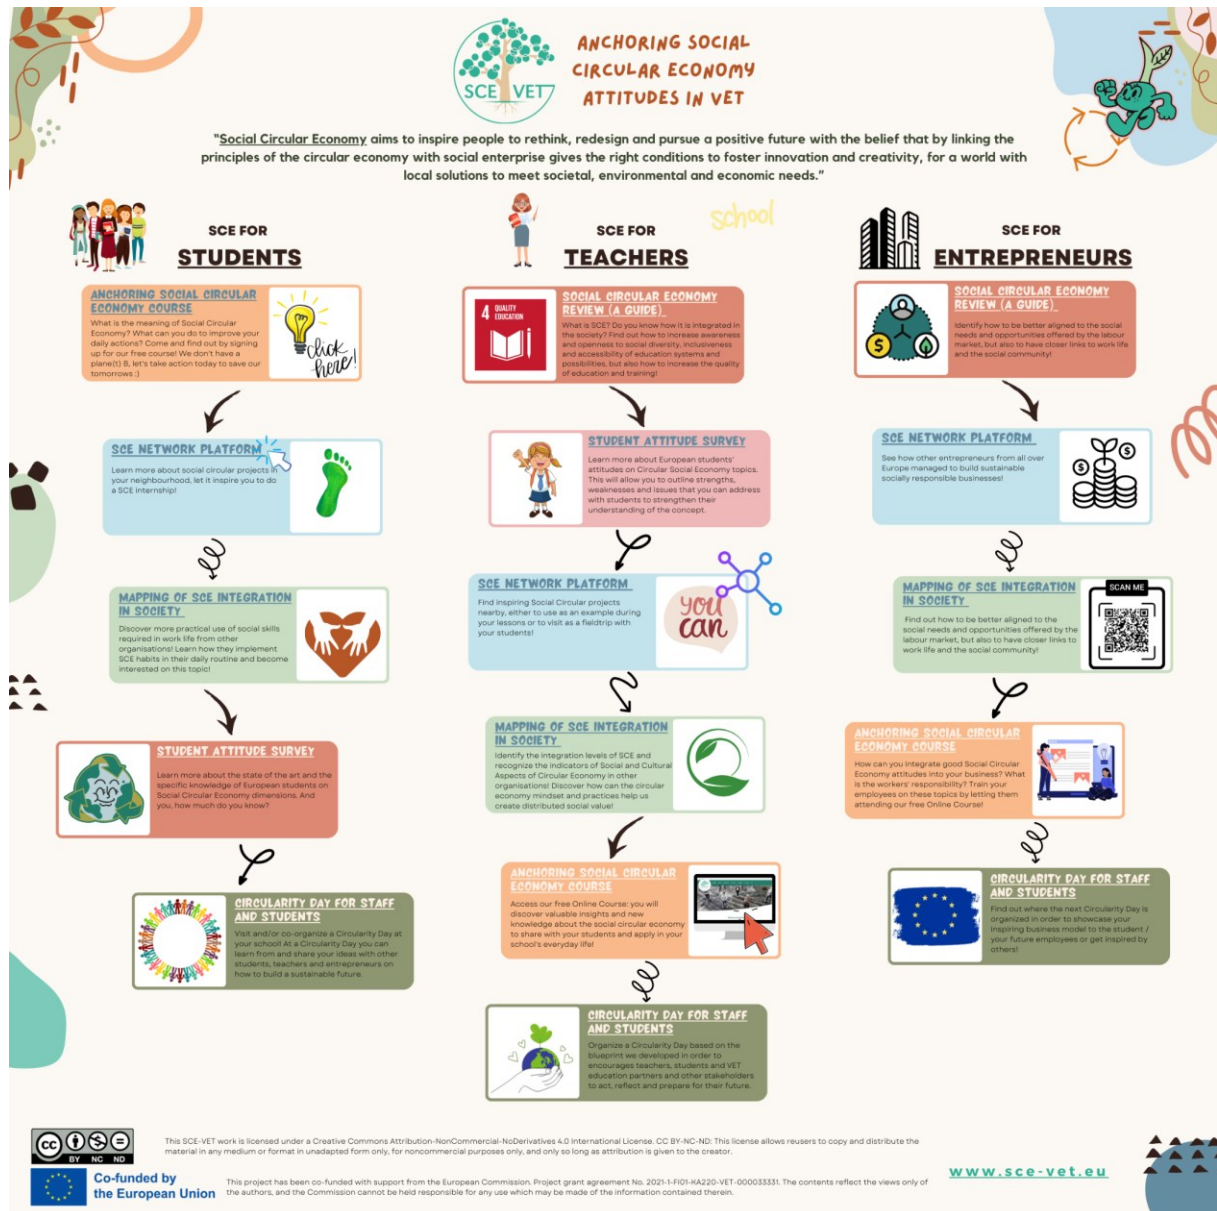 SCE VET
ANCHORING SOCIAL
CIRCULAR ECONOMY
ATTITUDES IN VET
"Social Circular Economy aims to inspire people to rethink, redesign and pursue a positive future with the belief that by linking the
principles of the circular economy with social enterprise gives the right conditions to foster innovation and creativity, for a world with
local solutions to meet societal, environmental and economic needs."
SCE FOR
STUDENTS
ANCHORING SOCIAL CIRCULAR
ECONOMY COURSE
What is the meaning of Social Circular
Economy? What can you do to improve your
daily actions? Come and find out by signing
up for our free course! We don't have a
plane(t) B, let's take action today to save our
tomorrows :)
click
here!
SCE NETWORK PLATFORM
Learn more about social circular projects in
your neighbourhood, let it inspire you to do
a SCE internship!
MAPPING OF SCE INTEGRATION
IN SOCIETY
Discover more practical use of social skills
required in work life from other
organisations! Learn how they implement
SCE habits in their daily routine and become
interested on this topic!
STUDENT ATTITUDE SURVEY
Learn more about the state of the art and the
specific knowledge of European students on
Social Circular Economy dimensions. And
you, how much do you know?
CIRCULARITY DAY FOR STAFF
AND STUDENTS
Visit and/or co-organize a Circularity Day at
your school! At a Circularity Day you can
learn from and share your ideas with other
students, teachers and entrepreneurs on
how to build a sustainable future.
SCE FOR
TEACHERS
school
4 QUALITY
EDUCATION
SOCIAL CIRCULAR ECONOMY
REVIEW (A GUIDE)
What is SCE? Do you know how it is integrated in
the society? Find out how to increase awareness
and openness to social diversity, inclusiveness
and accessibility of education systems and
possibilities, but also how to increase the quality
of education and training!
STUDENT ATTITUDE SURVEY
Learn more about European students'
attitudes on Circular Social Economy topics.
This will allow you to outline strengths,
weaknesses and issues that you can address
with students to strengthen their
understanding of the concept.
SCE NETWORK PLATFORM
Find inspiring Social Circular projects
nearby, either to use as an example during
your lessons or to visit as a fieldtrip with
your students!
you
can
MAPPING OF SCE INTEGRATION
IN SOCIETY
Identify the integration levels of SCE and
recognize the indicators of Social and Cultural
Aspects of Circular Economy in other
organisations! Discover how can the circular
economy mindset and practices help us
create distributed social value!
ANCHORING SOCIAL CIRCULAR
ECONOMY COURSE
Access our free Online Course: you will
discover valuable insights and new
knowledge about the social circular economy
to share with your students and apply in your
school's everyday life!
CIRCULARITY DAY FOR STAFF
AND STUDENTS
Organize a Circularity Day based on the
blueprint we developed in order to
encourages teachers, students and VET
education partners and other stakeholders
to act, reflect and prepare for their future.
SCE FOR
ENTREPRENEURS
SOCIAL CIRCULAR ECONOMY
REVIEW (A GUIDE)
Identify how to be better aligned to the social
needs and opportunities offered by the labour
market, but also to have closer links to work life
and the social community!
SCE NETWORK PLATFORM
See how other entrepreneurs from all over
Europe managed to build sustainable
socially responsible businesses!
MAPPING OF SCE INTEGRATION
IN SOCIETY
Find out how to be better aligned to the
social needs and opportunities offered by the
labour market, but also to have closer links to
work life and the social community!
SCAN ME
ANCHORING SOCIAL CIRCULAR
ECONOMY COURSE
How can you integrate good Social Circular
Economy attitudes into your business? What
is the workers' responsibility? Train your
employees on these topics by letting them
attending our free Online Course!
CIRCULARITY DAY FOR STAFF
AND STUDENTS
Find out where the next Circularity Day is
organized in order to showcase your
inspiring business model to the student /
your future employees or get inspired by
others!
cc
BY NC ND
This SCE-VET work is licensed under a Creative Commons Attribution-NonCommercial-NoDerivatives 4.0 International License. CC BY-NC-ND: This license allows reusers to copy and distribute the
material in any medium or format in unadapted form only, for noncommercial purposes only, and only so long as attribution is given to the creator.
Co-funded by
the European Union
This project has been co-funded with support from the European Commission. Project grant agreement No. 2021-1-FI01-KA220-VET-000033331. The contents reflect the views only of
the authors, and the Commission cannot be held responsible for any use which may be made of the information contained therein.
www.sce-vet.eu